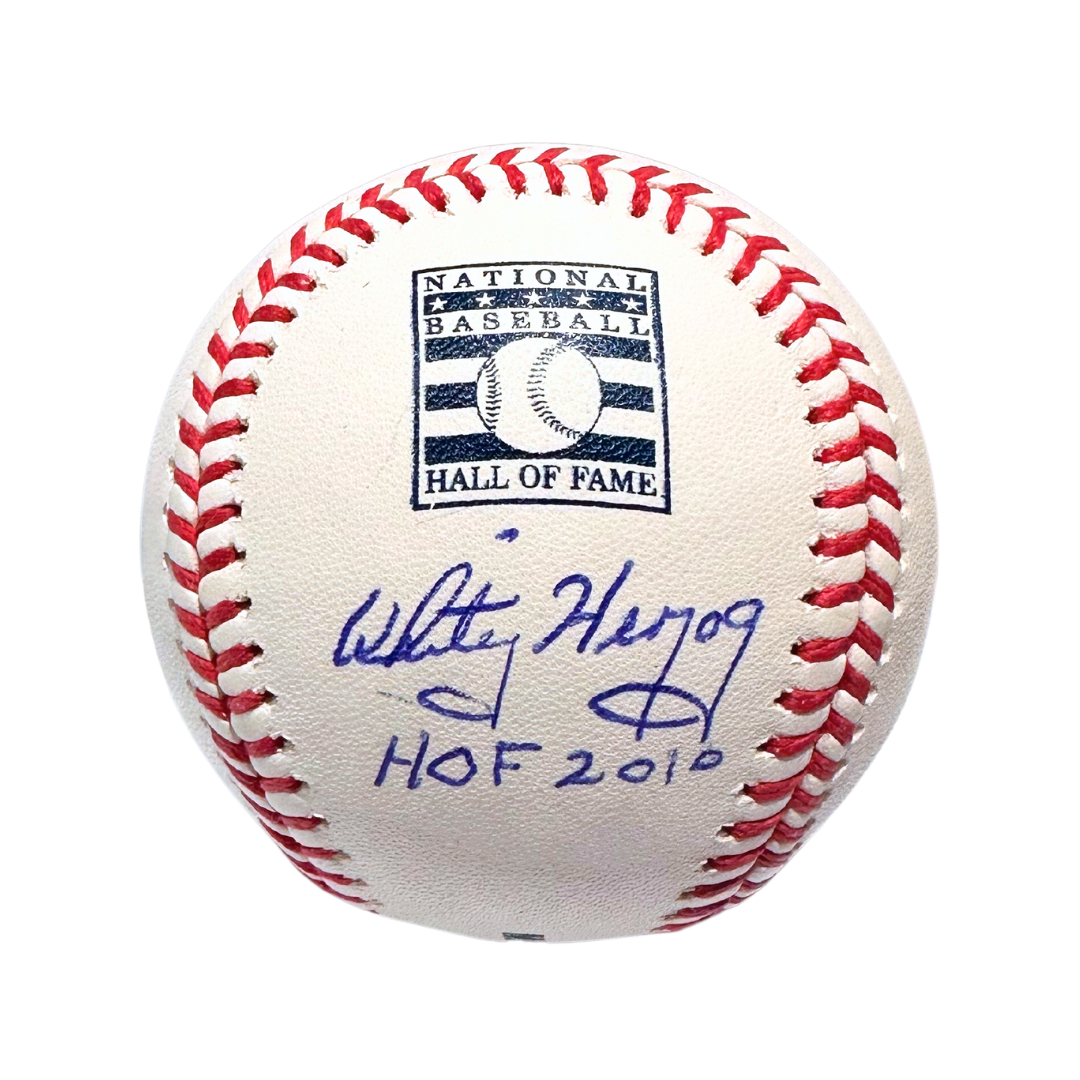 NATIONAL
BASEBALL
HALL OF FAME
Whitey Herzog
HOF 2010